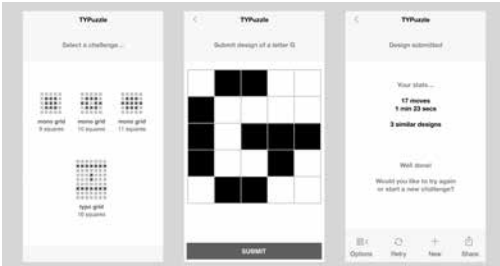 TYPuzzle
Select a challenge...
mono grid
9 squares
mono grid
10 squares
mono grid
11 squares
type grid
18 squares
TYPuzzle
Submit design of a letter G
SUBMIT
TYPuzzle
Design submitted
Your stats...
17 moves
1 min 23 secs
3 similar designs
Well done!
Would you like to try again
or start a new challenge?
Options
Retry
New
Share